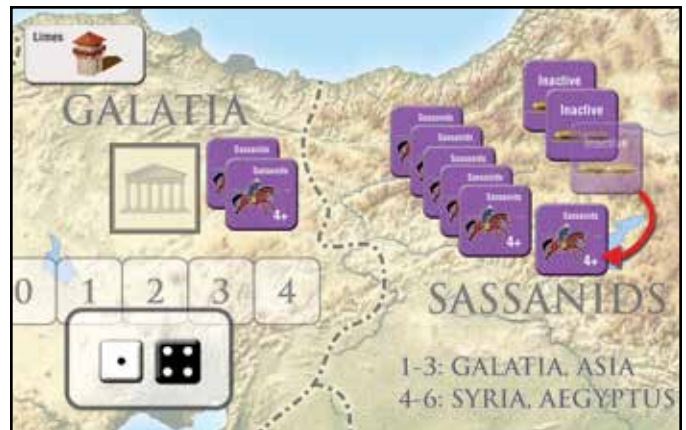 Limes
GALATIA
Inactive
Inactive
Inactive
Sassanids
Sassanids
Sassanids
Sassanids
Sassanids
4+
Sassanids
4+
Sassanids
Sassanids
4+
0 1 2 3 4
SASSANIDS
1-3: GALATIA, ASIA
4-6: SYRIA, AEGYPTUS